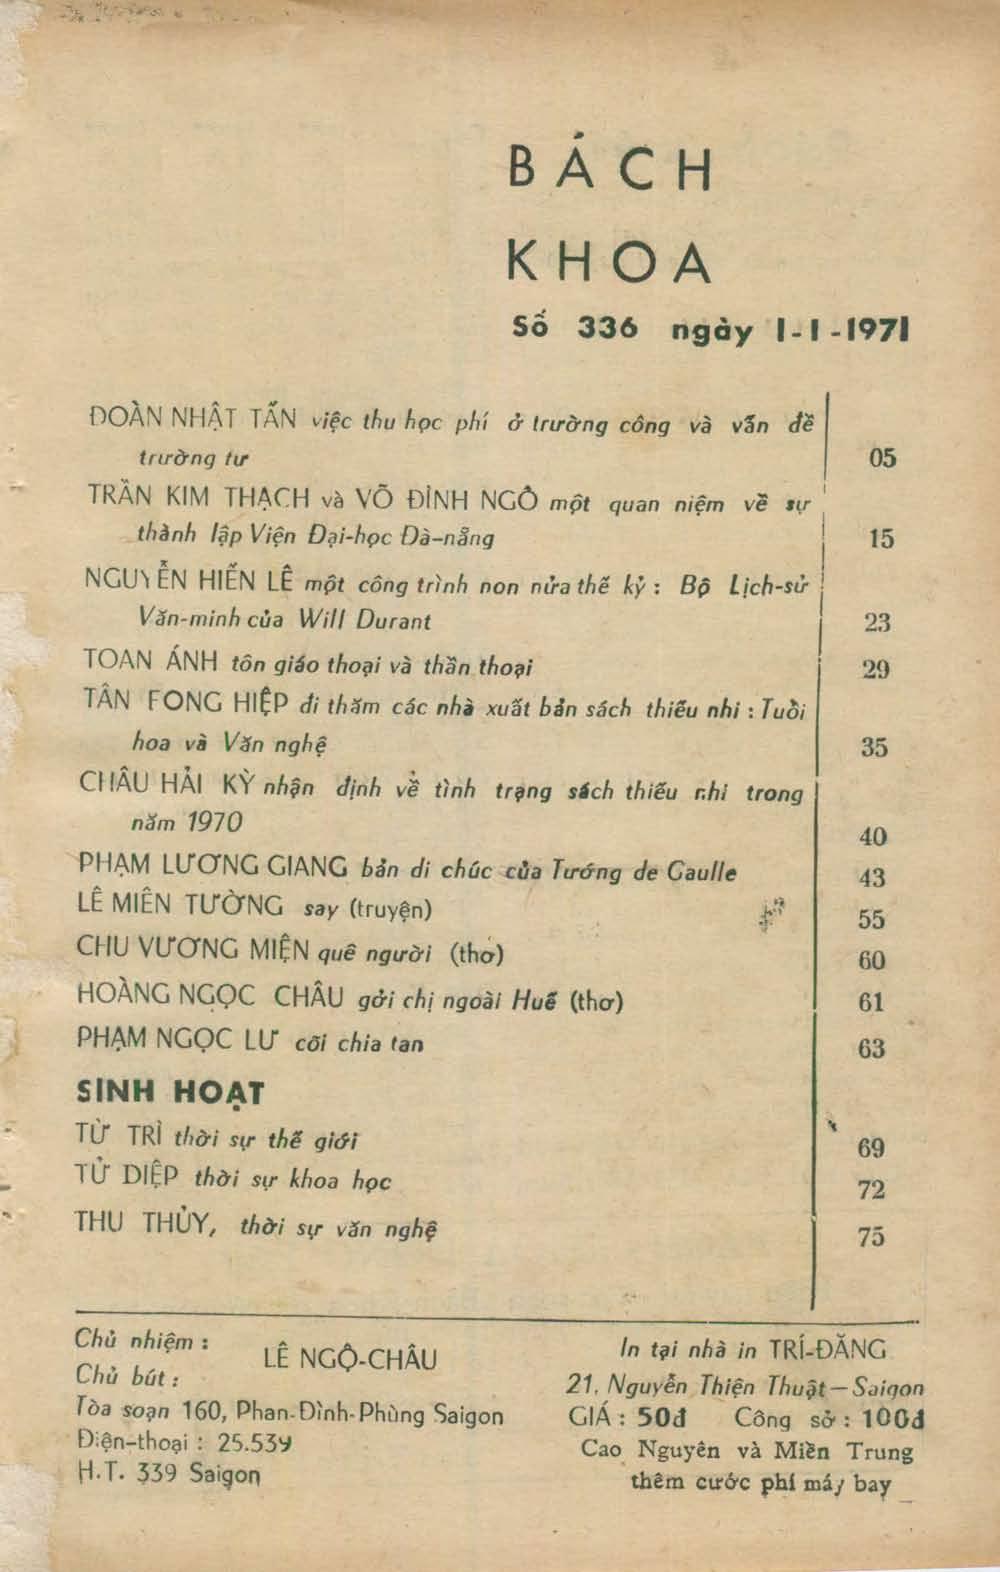 BÁCH
KHOA
Số 336 ngày 1-1-1971
ĐOÀN NHẬT TẤN việc thu học phí ở trường công và vấn đề
trường tư 05
TRẦN KIM THẠCH và VÕ ĐÌNH NGỘ một quan niệm về sự
thành lập Viện Đại-học Đà-nẵng 15
NGUYỄN HIẾN LÊ một công trình non nửa thế kỷ : Bộ Lịch-sử
Văn-minh của Will Durant 23
TOAN ÁNH tôn giáo thoại và thần thoại 29
TÂN FONG HIỆP đi thăm các nhà xuất bản sách thiếu nhi : Tuổi
hoa và Văn nghệ 35
CHÂU HẢI KỲ nhận định về tình trạng sách thiếu nhi trong
năm 1970 40
PHẠM LƯƠNG GIANG bản di chúc của Tướng de Gaulle 43
LÊ MIÊN TƯỜNG say (truyện) 55
CHU VƯƠNG MIỆN quê người (thơ) 60
HOÀNG NGỌC CHÂU gởi chị ngoài Huế (thơ) 61
PHẠM NGỌC LƯ cõi chia tan 63
SINH HOẠT
TỪ TRÌ thời sự thế giới 69
TỬ DIỆP thời sự khoa học 72
THU THỦY, thời sự văn nghệ 75
Chủ nhiệm :
LÊ NGỘ-CHÂU
Chủ bút :
Tòa soạn 160, Phan-Đình-Phùng Saigon
Điện-thoại : 25.539
H.T. 339 Saigon
In tại nhà in TRÍ-ĐĂNG
21, Nguyễn Thiện Thuật — Saigon
GIÁ : 50đ Công sở : 100đ
Cao Nguyên và Miền Trung
thêm cước phí máy bay